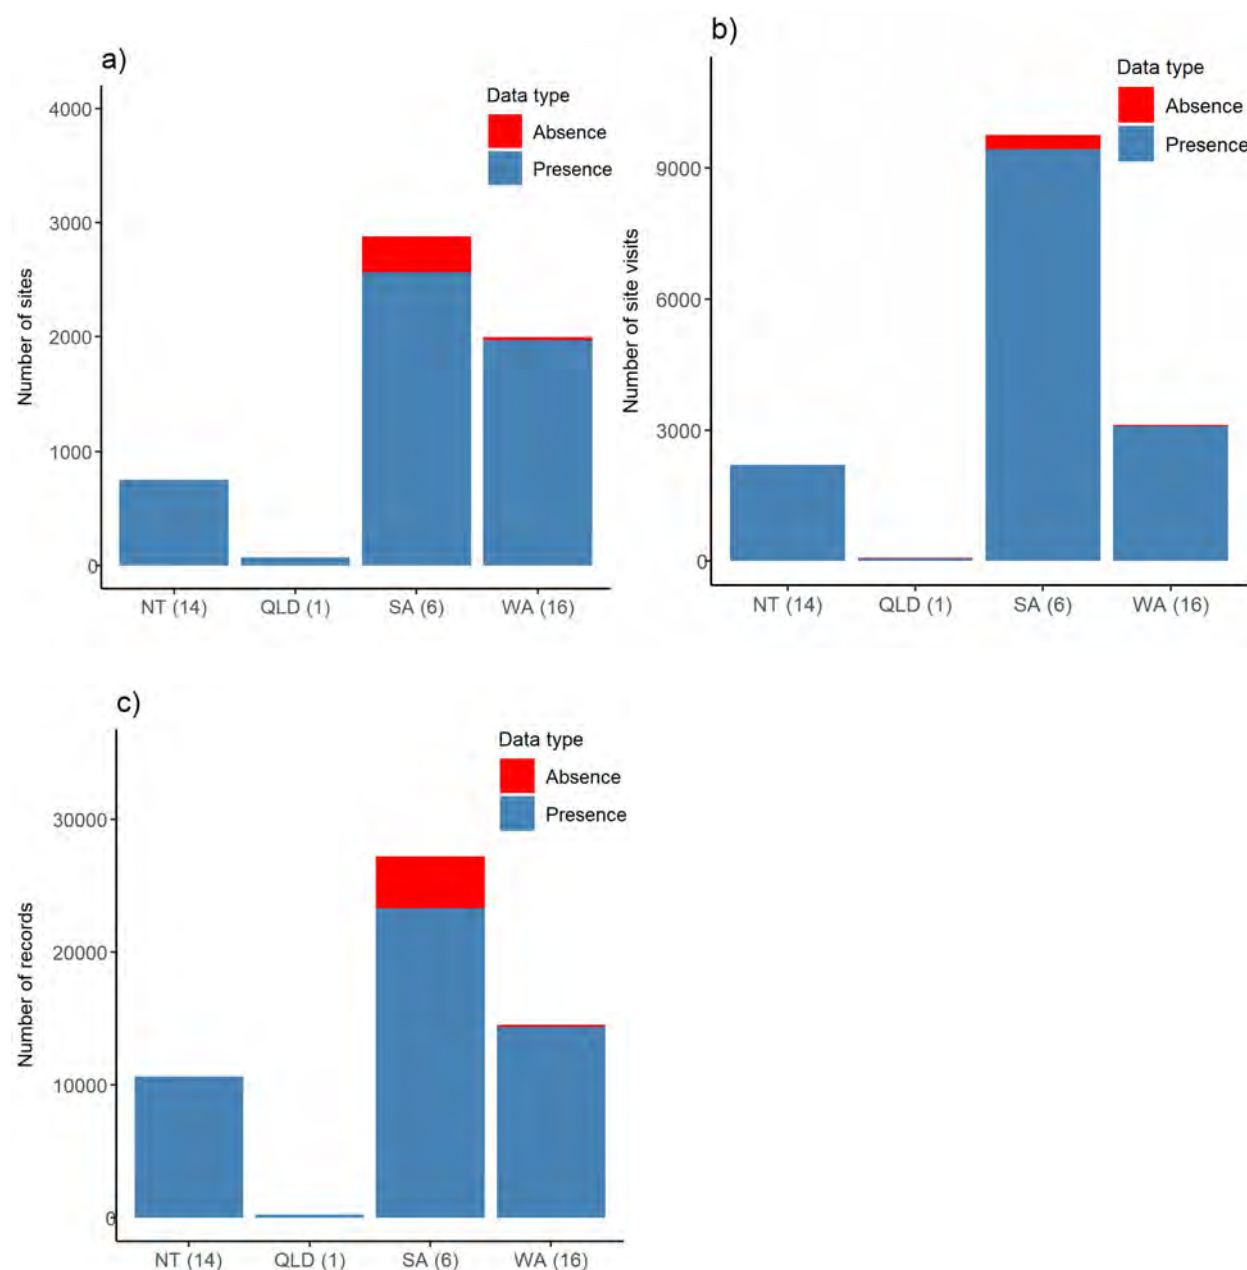 a)
Data type
Absence
Presence
Number of sites
4000
3000
2000
1000
0
NT (14) QLD (1) SA (6) WA (16)
b)
Data type
Absence
Presence
Number of site visits
9000
6000
3000
0
NT (14) QLD (1) SA (6) WA (16)
c)
Data type
Absence
Presence
Number of records
30000
20000
10000
0
NT (14) QLD (1) SA (6) WA (16)